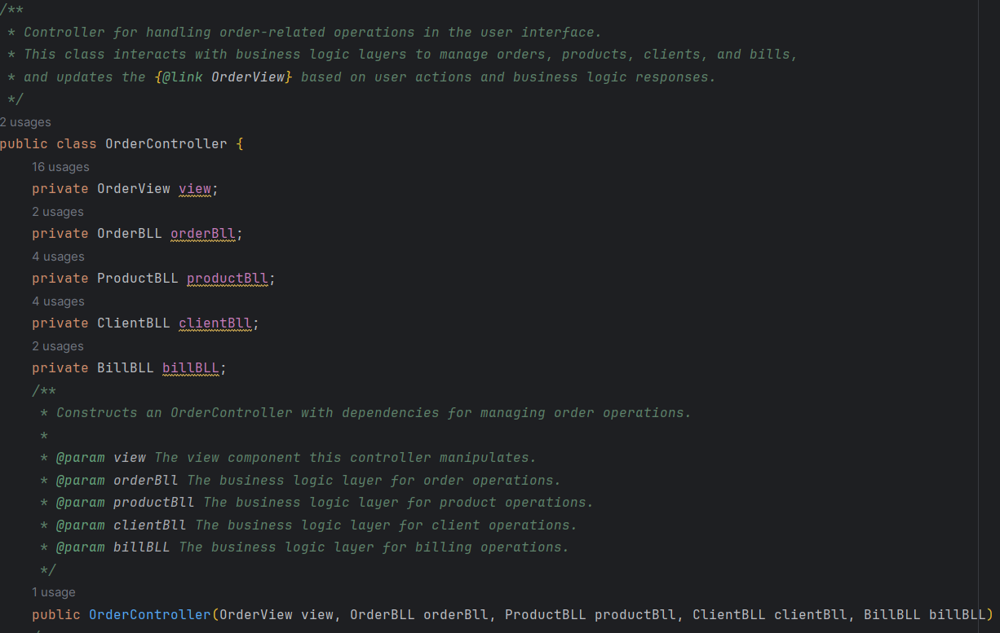 /**
 * Controller for handling order-related operations in the user interface.
 * This class interacts with business logic layers to manage orders, products, clients, and bills,
 * and updates the {@link OrderView} based on user actions and business logic responses.
 */
2 usages
public class OrderController {
    16 usages
    private OrderView view;
    2 usages
    private OrderBLL orderBll;
    4 usages
    private ProductBLL productBll;
    4 usages
    private ClientBLL clientBll;
    2 usages
    private BillBLL billBLL;
    /**
     * Constructs an OrderController with dependencies for managing order operations.
     *
     * @param view The view component this controller manipulates.
     * @param orderBll The business logic layer for order operations.
     * @param productBll The business logic layer for product operations.
     * @param clientBll The business logic layer for client operations.
     * @param billBLL The business logic layer for billing operations.
     */
    1 usage
    public OrderController(OrderView view, OrderBLL orderBll, ProductBLL productBll, ClientBLL clientBll, BillBLL billBLL)